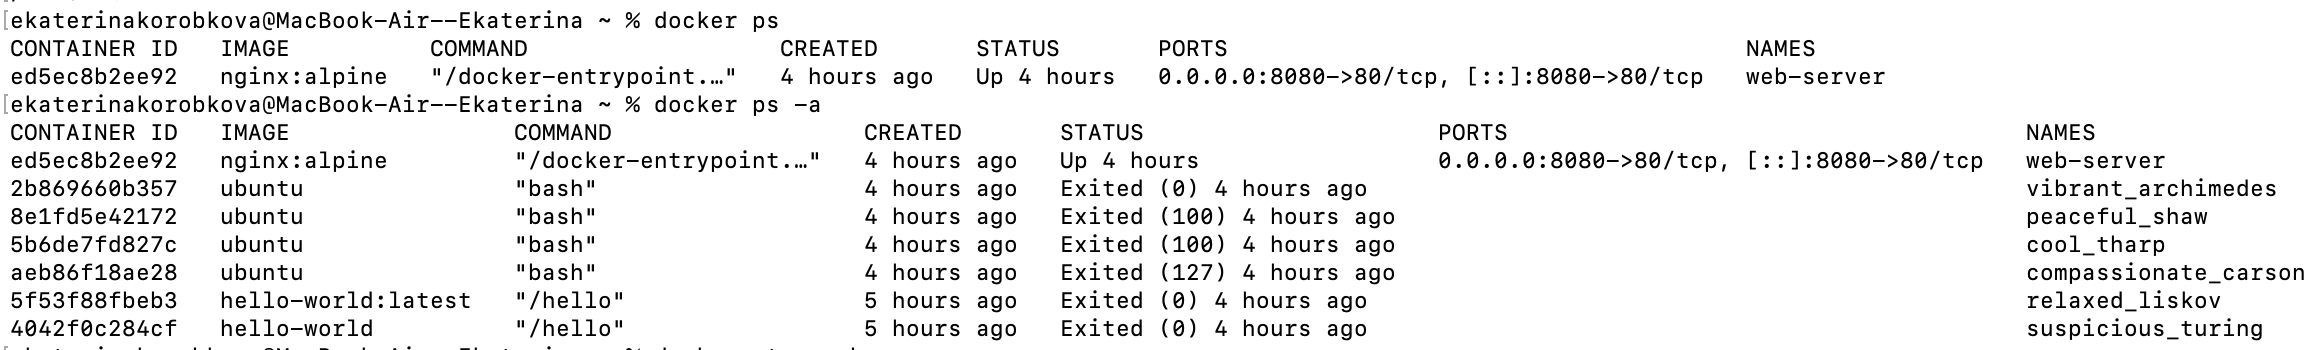 [ekaterinakorobkova@MacBook-Air--Ekaterina ~ % docker ps
CONTAINER ID   IMAGE          COMMAND                  CREATED       STATUS       PORTS                                     NAMES
ed5ec8b2ee92   nginx:alpine   "/docker-entrypoint.…"   4 hours ago   Up 4 hours   0.0.0.0:8080->80/tcp, [::]:8080->80/tcp   web-server
[ekaterinakorobkova@MacBook-Air--Ekaterina ~ % docker ps -a
CONTAINER ID   IMAGE                COMMAND                  CREATED       STATUS                     PORTS                                     NAMES
ed5ec8b2ee92   nginx:alpine         "/docker-entrypoint.…"   4 hours ago   Up 4 hours                 0.0.0.0:8080->80/tcp, [::]:8080->80/tcp   web-server
2b869660b357   ubuntu               "bash"                   4 hours ago   Exited (0) 4 hours ago                                               vibrant_archimedes
8e1fd5e42172   ubuntu               "bash"                   4 hours ago   Exited (100) 4 hours ago                                             peaceful_shaw
5b6de7fd827c   ubuntu               "bash"                   4 hours ago   Exited (100) 4 hours ago                                             cool_tharp
aeb86f18ae28   ubuntu               "bash"                   4 hours ago   Exited (127) 4 hours ago                                             compassionate_carson
5f53f88fbeb3   hello-world:latest   "/hello"                 5 hours ago   Exited (0) 4 hours ago                                               relaxed_liskov
4042f0c284cf   hello-world          "/hello"                 5 hours ago   Exited (0) 4 hours ago                                               suspicious_turing